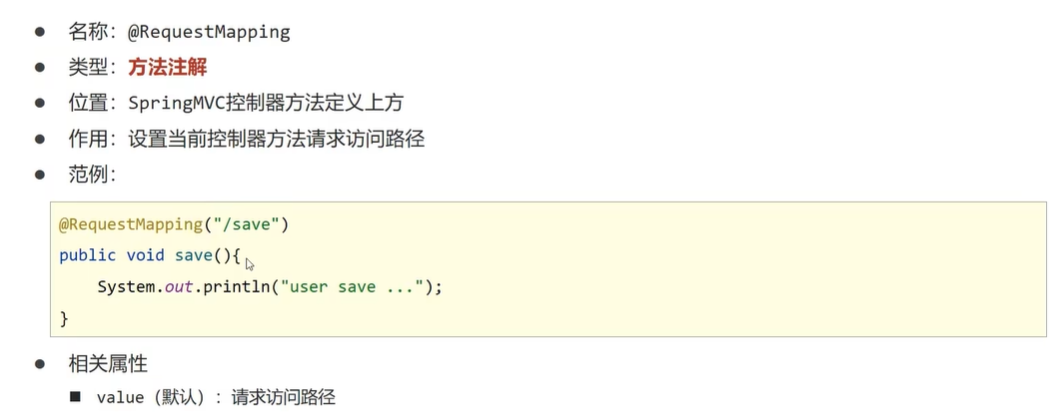 ● 名称：@RequestMapping
● 类型：方法注解
● 位置：SpringMVC控制器方法定义上方
● 作用：设置当前控制器方法请求访问路径
● 范例：
@RequestMapping("/save")
public void save(){
    System.out.println("user save ...");
}
● 相关属性
■ value（默认）：请求访问路径